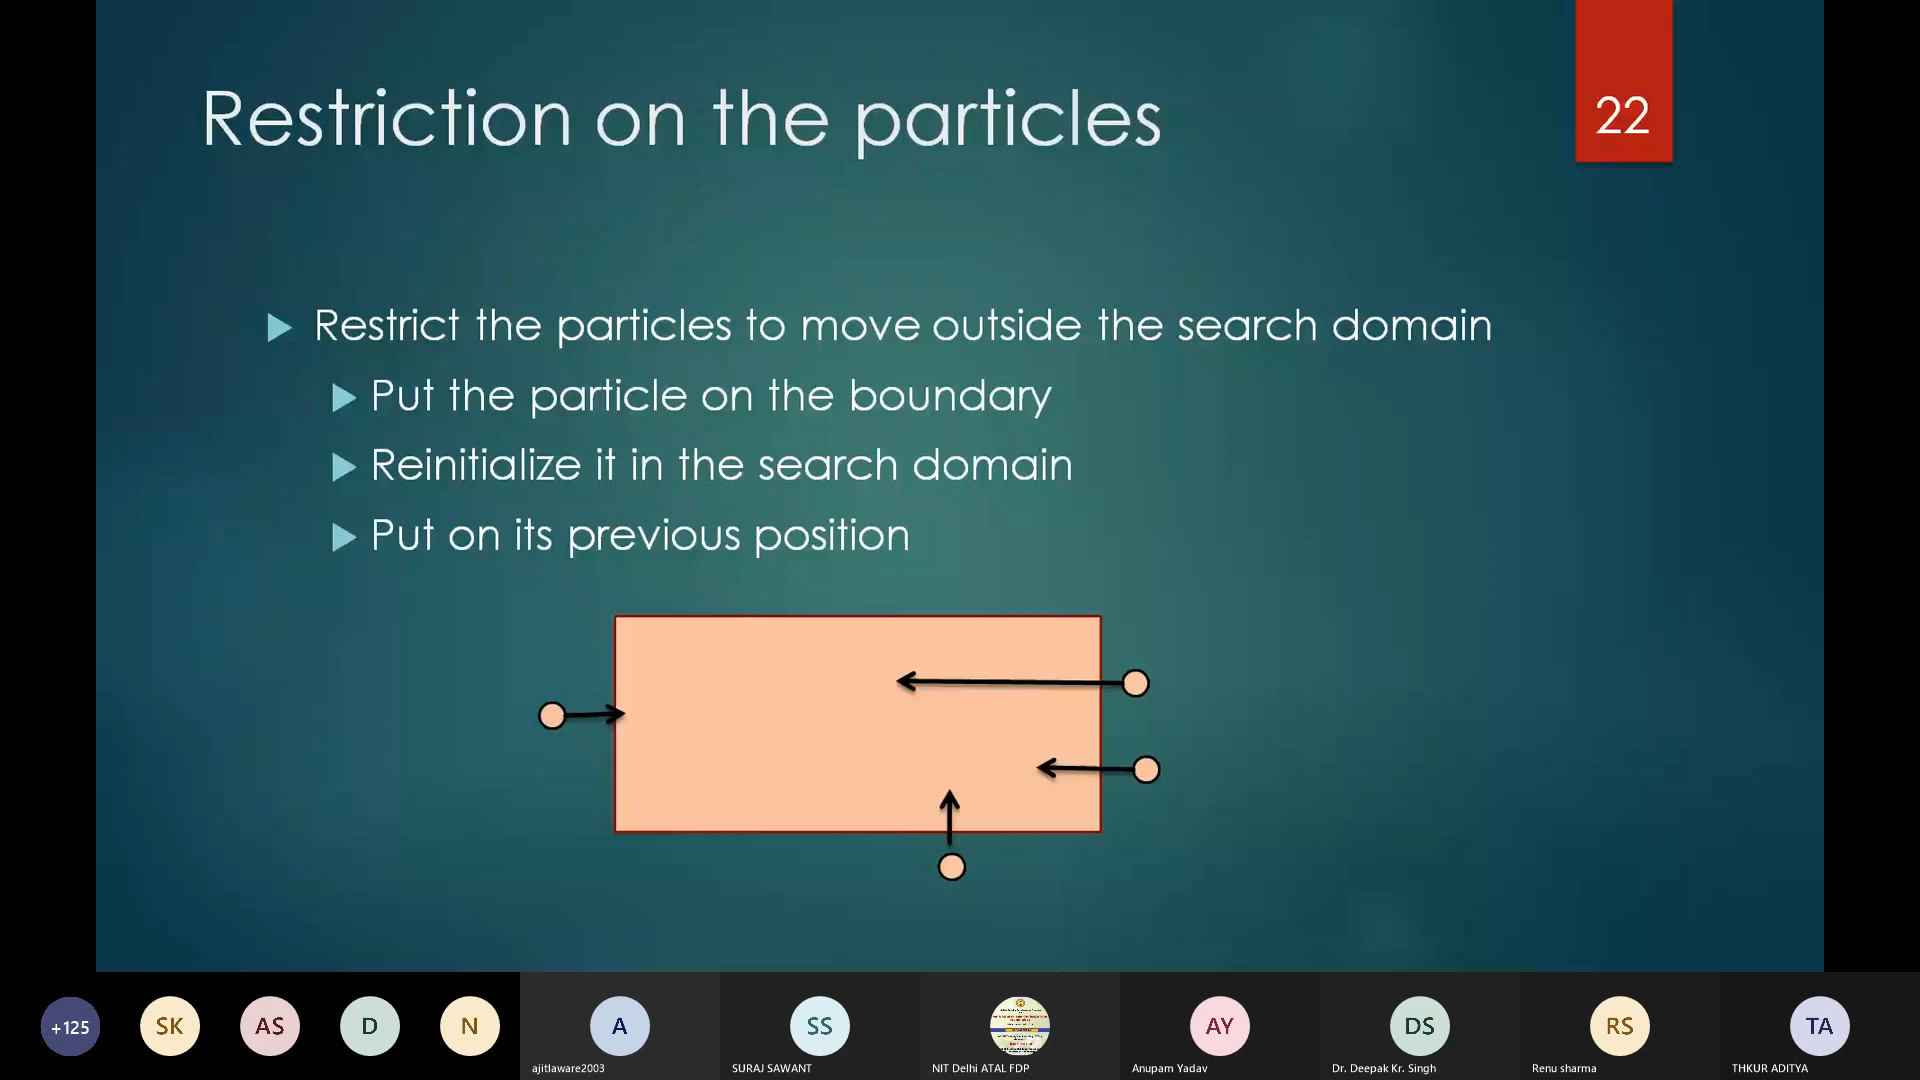 Restriction on the particles
22
Restrict the particles to move outside the search domain
Put the particle on the boundary
Reinitialize it in the search domain
Put on its previous position
+125
SK
AS
D
N
A
SS
AY
DS
RS
TA
ajitlaware2003
SURAJ SAWANT
NIT Delhi ATAL FDP
Anupam Yadav
Dr. Deepak Kr. Singh
Renu sharma
THKUR ADITYA